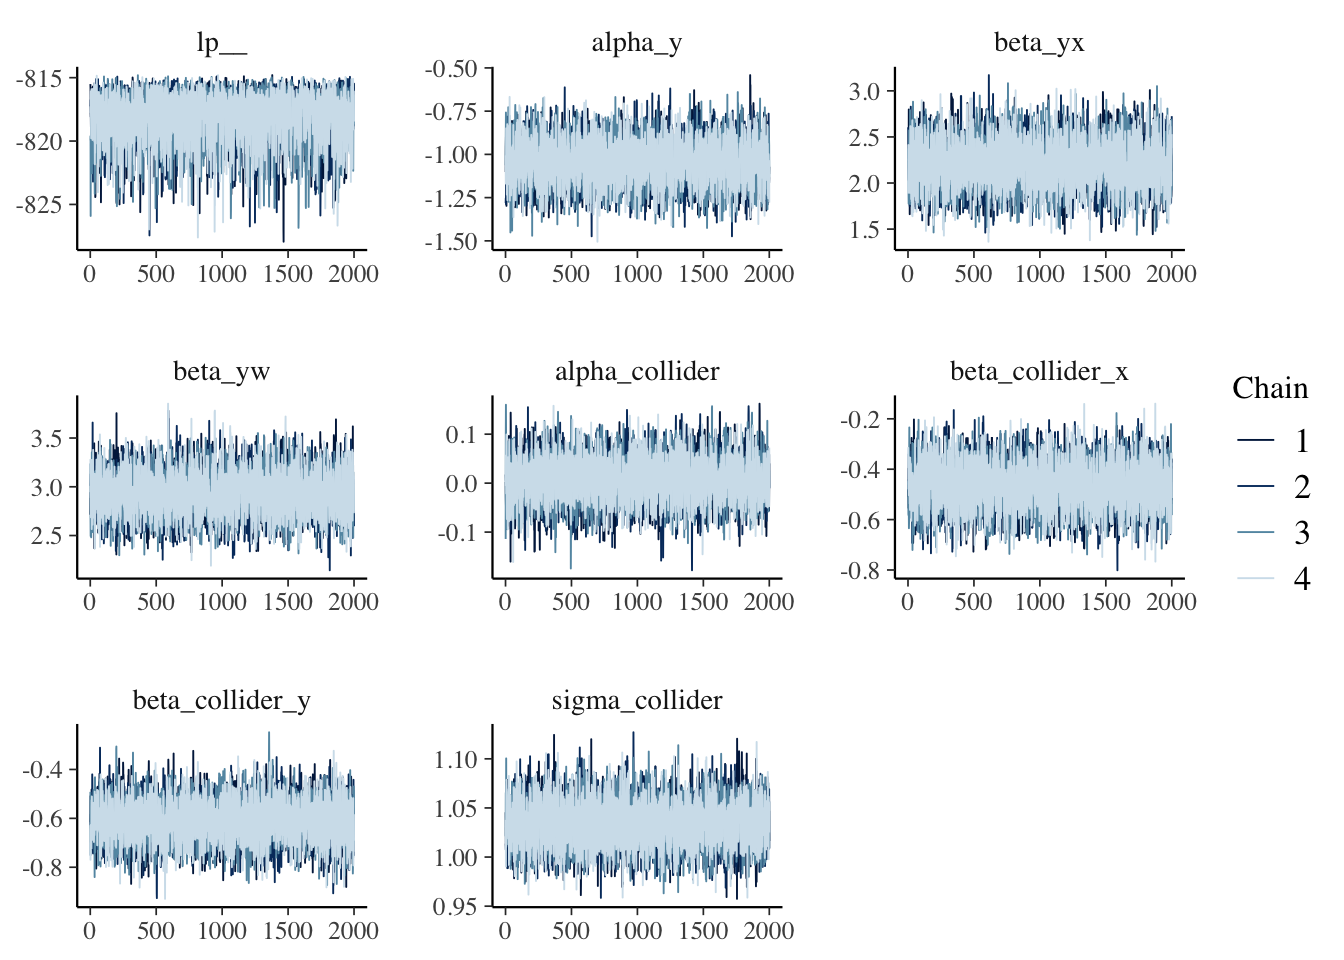 lp__ alpha_y beta_yx
-815 -820 -825
0 500 1000 1500 2000
-0.50 -0.75 -1.00 -1.25 -1.50
0 500 1000 1500 2000
3.0 2.5 2.0 1.5
0 500 1000 1500 2000
beta_yw alpha_collider beta_collider_x
3.5 3.0 2.5
0 500 1000 1500 2000
0.1 0.0 -0.1
0 500 1000 1500 2000
-0.2 -0.4 -0.6 -0.8
0 500 1000 1500 2000
Chain
1
2
3
4
beta_collider_y sigma_collider
-0.4 -0.6 -0.8
0 500 1000 1500 2000
1.10 1.05 1.00 0.95
0 500 1000 1500 2000